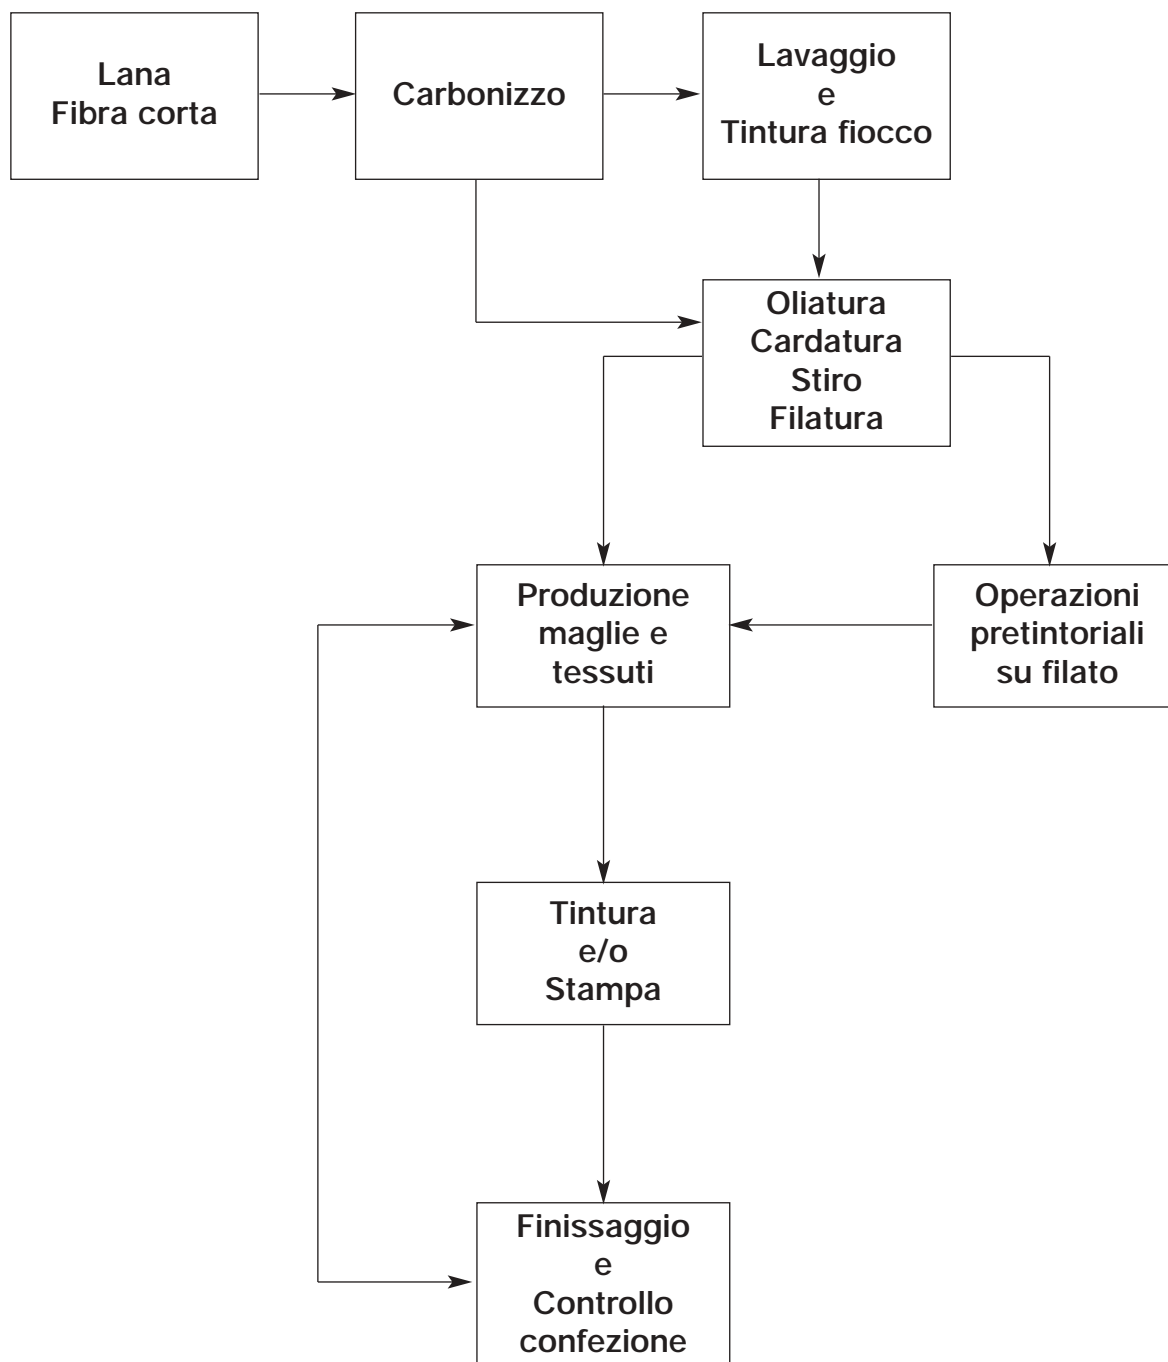 Lana
Fibra corta
Carbonizzo
Lavaggio
e
Tintura fiocco
Oliatura
Cardatura
Stiro
Filatura
Produzione
maglie e
tessuti
Operazioni
pretintoriali
su filato
Tintura
e/o
Stampa
Finissaggio
e
Controllo
confezione